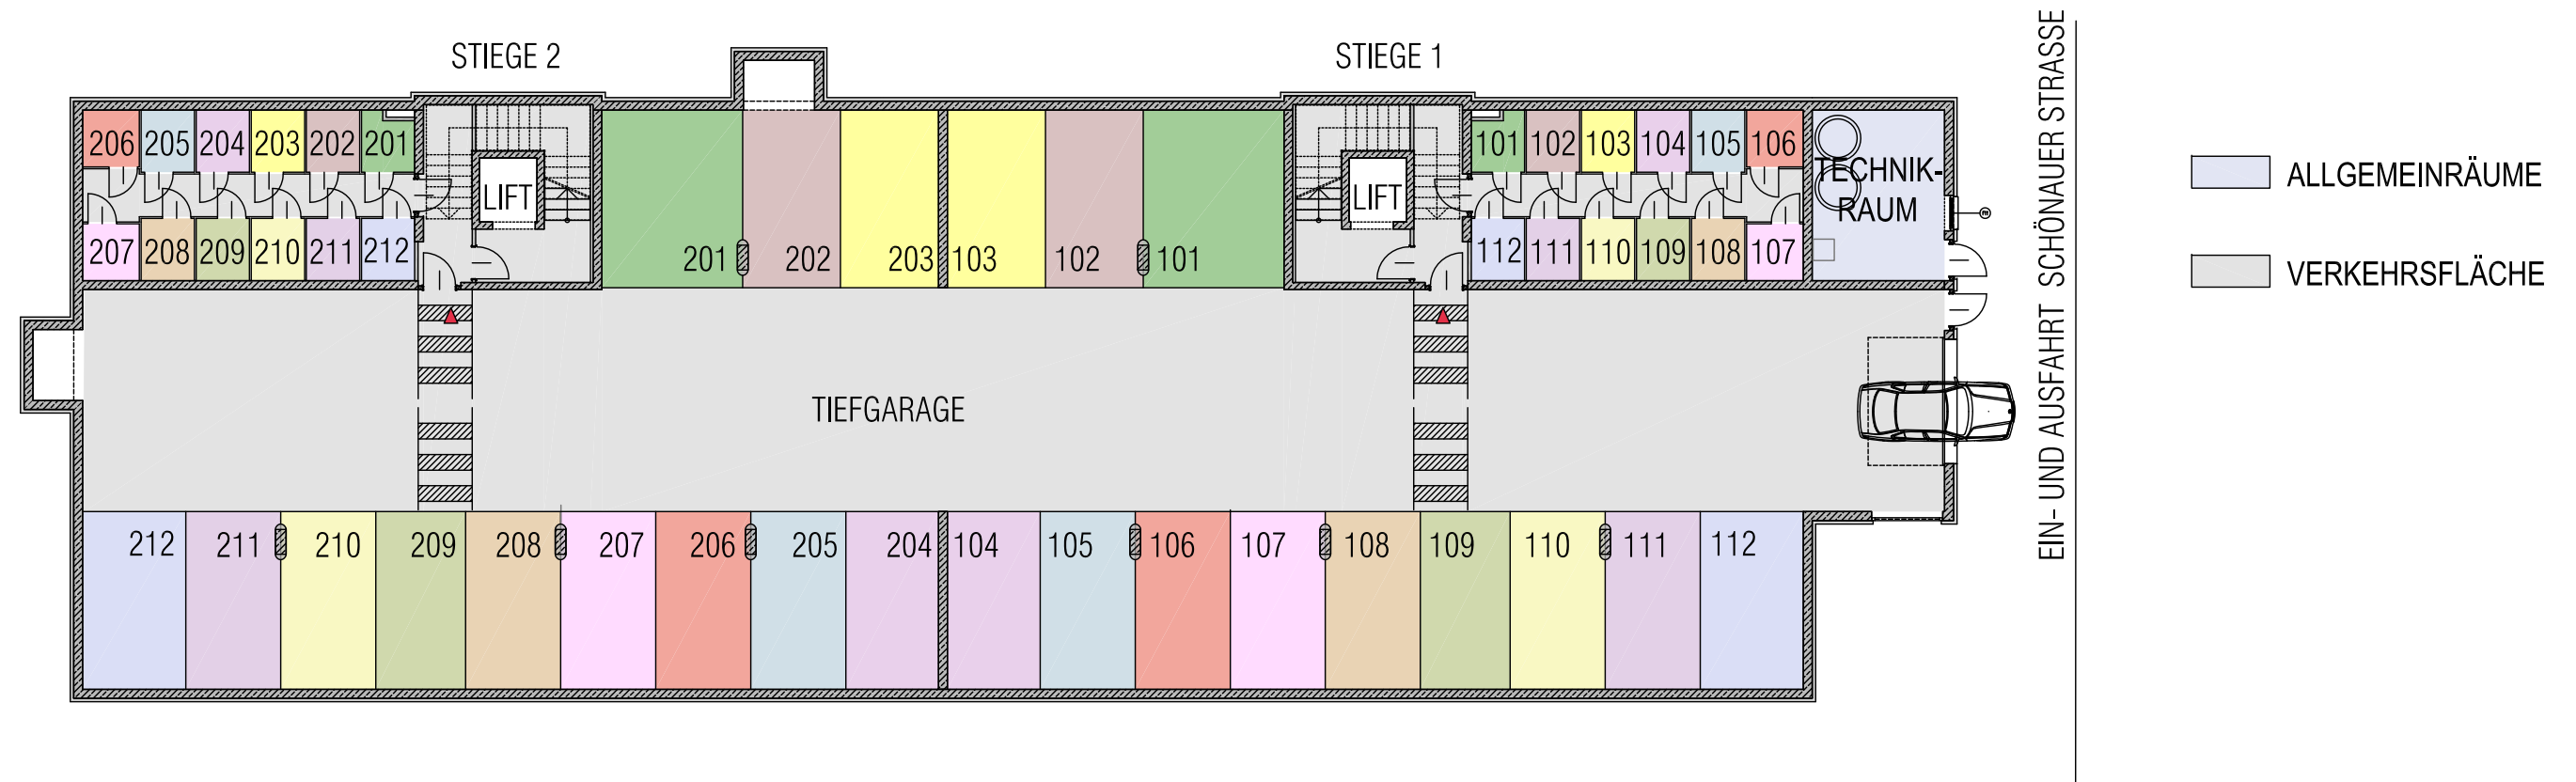 STIEGE 2
STIEGE 1
206 205 204 203 202 201
LIFT
207 208 209 210 211 212
201 202 203 103 102 101
LIFT
101 102 103 104 105 106
112 111 110 109 108 107
TECHNIK-
RAUM
TIEFGARAGE
212 211 210 209 208 207 206 205 204 104 105 106 107 108 109 110 111 112
EIN- UND AUSFAHRT SCHÖNAUER STRASSE
ALLGEMEINRÄUME
VERKEHRSFLÄCHE